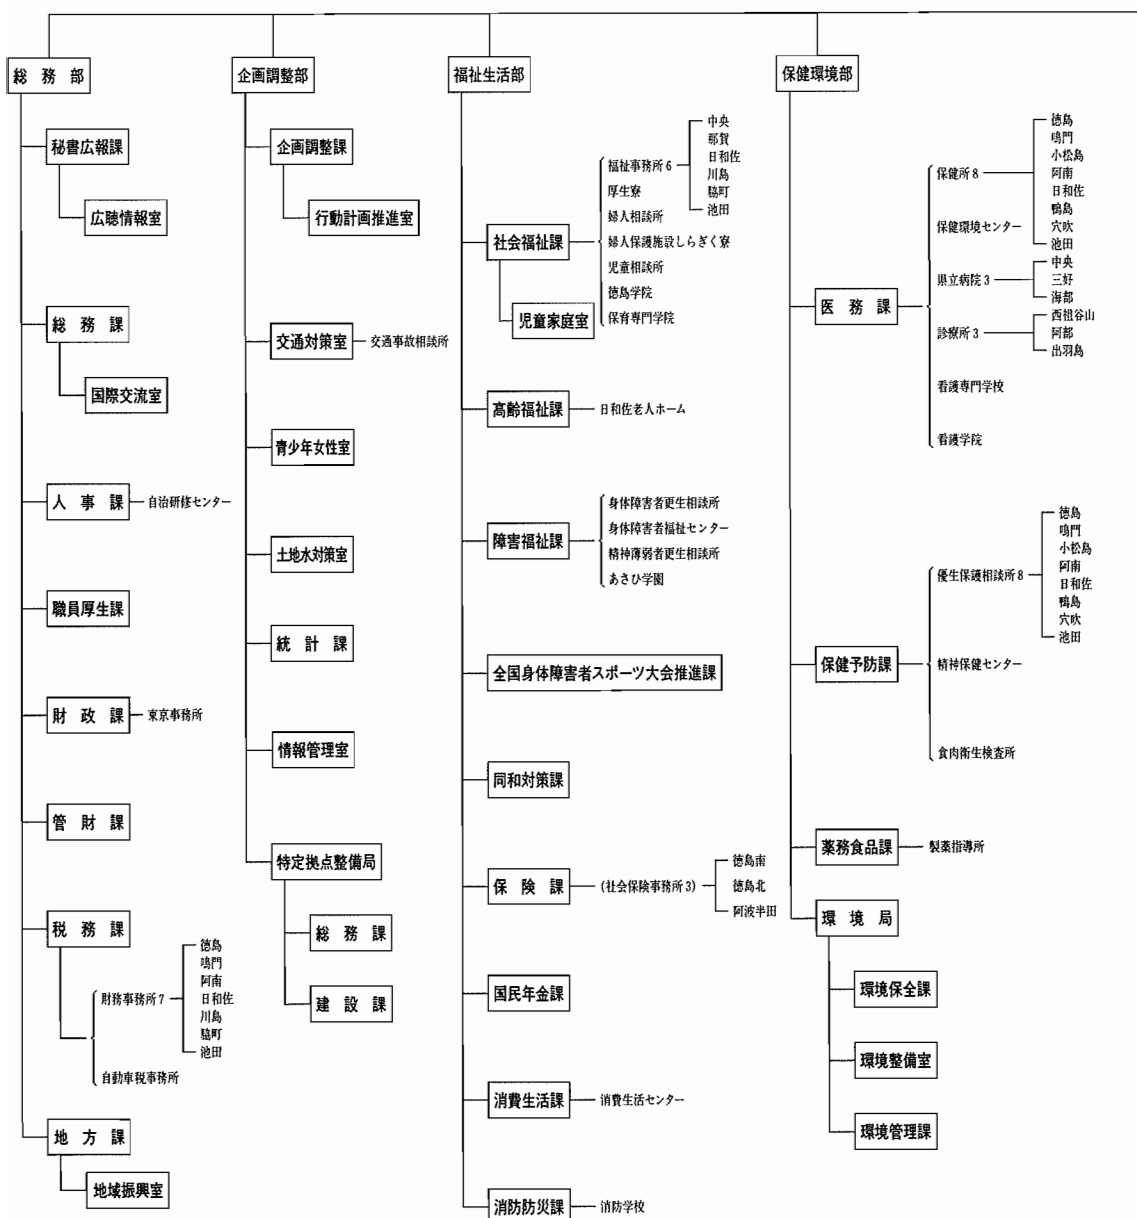 総務部
秘書広報課
広聴情報室
総務課
国際交流室
人事課
自治研修センター
職員厚生課
財政課
東京事務所
管財課
税務課
財務事務所7
徳島
鳴門
阿南
日和佐
川島
脇町
池田
自動車税事務所
地方課
地域振興室
企画調整部
企画調整課
行動計画推進室
交通対策室
交通事故相談所
青少年女性室
土地水対策室
統計課
情報管理室
特定拠点整備局
総務課
建設課
福祉生活部
社会福祉課
福祉事務所6
中央
那賀
日和佐
川島
脇町
池田
厚生寮
婦人相談所
婦人保護施設しらぎく寮
児童相談所
徳島学院
保育専門学院
児童家庭室
高齢福祉課
日和佐老人ホーム
障害福祉課
身体障害者更生相談所
身体障害者福祉センター
精神薄弱者更生相談所
あさひ学園
全国身体障害者スポーツ大会推進課
同和対策課
保険課
(社会保険事務所3)
徳島南
徳島北
阿波半田
国民年金課
消費生活課
消費生活センター
消防防災課
消防学校
保健環境部
医務課
保健所8
徳島
鳴門
小松島
阿南
日和佐
鴨島
穴吹
池田
保健環境センター
県立病院3
中央
三好
海部
診療所3
西祖谷山
阿部
出羽島
看護専門学校
看護学院
保健予防課
優生保護相談所8
徳島
鳴門
小松島
阿南
日和佐
鴨島
穴吹
池田
精神保健センター
食肉衛生検査所
薬務食品課
製薬指導所
環境局
環境保全課
環境整備室
環境管理課